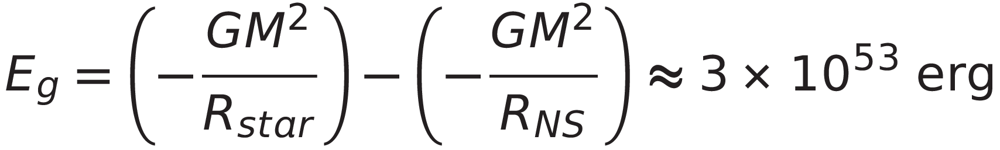 E_g = (−GM²/R_star) − (−GM²/R_NS) ≈ 3 × 10⁵³ erg